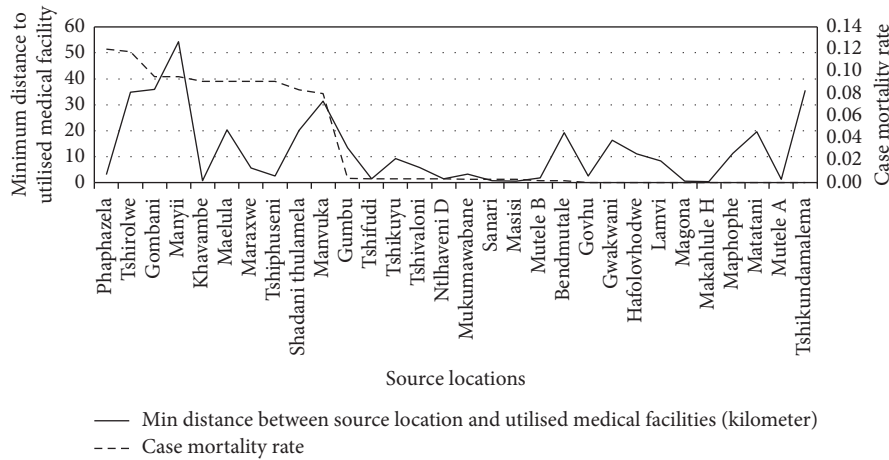 Minimum distance to
utilised medical facility
60
50
40
30
20
10
0
0.14
0.12
0.10
0.08
0.06
0.04
0.02
0.00
Case mortality rate
Phaphazela
Tshirolwe
Gombani
Manyii
Khavambe
Maelula
Maraxwe
Tshiphuseni
Shadani thulamela
Manvuka
Gumbu
Tshifudi
Tshikuyu
Tshivaloni
Ntlhaveni D
Mukumawabane
Sanari
Masisi
Mutele B
Bendmutale
Govhu
Gwakwani
Hafolovhodwe
Lamvi
Magona
Makahlule H
Maphophe
Matatani
Mutele A
Tshikundamalema
Source locations
Min distance between source location and utilised medical facilities (kilometer)
Case mortality rate